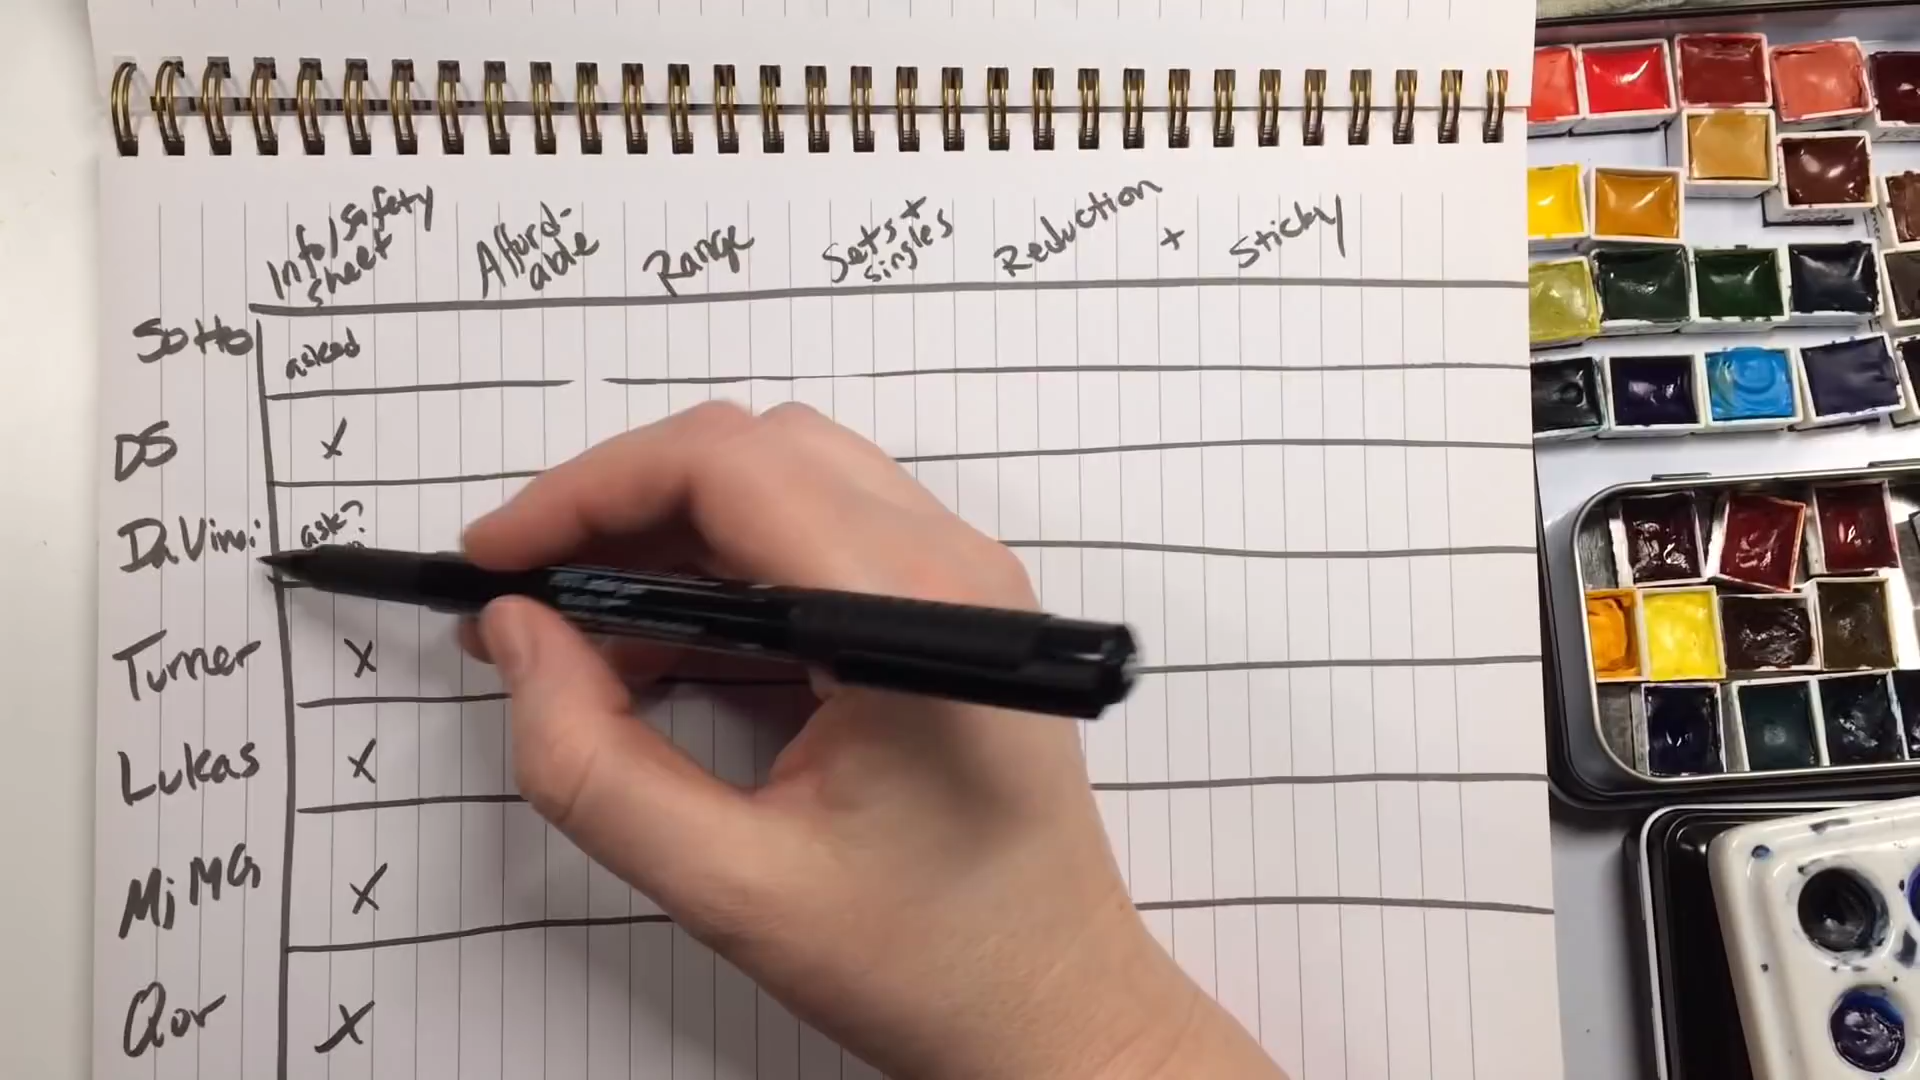 Info/Safety sheet
Afford-able
Range
Sets + singles
Reduction
+
Sticky
SoHo
asked
DS
X
DaVinci
ask?
Turner
X
Lukas
X
MiMG
X
Qor
X